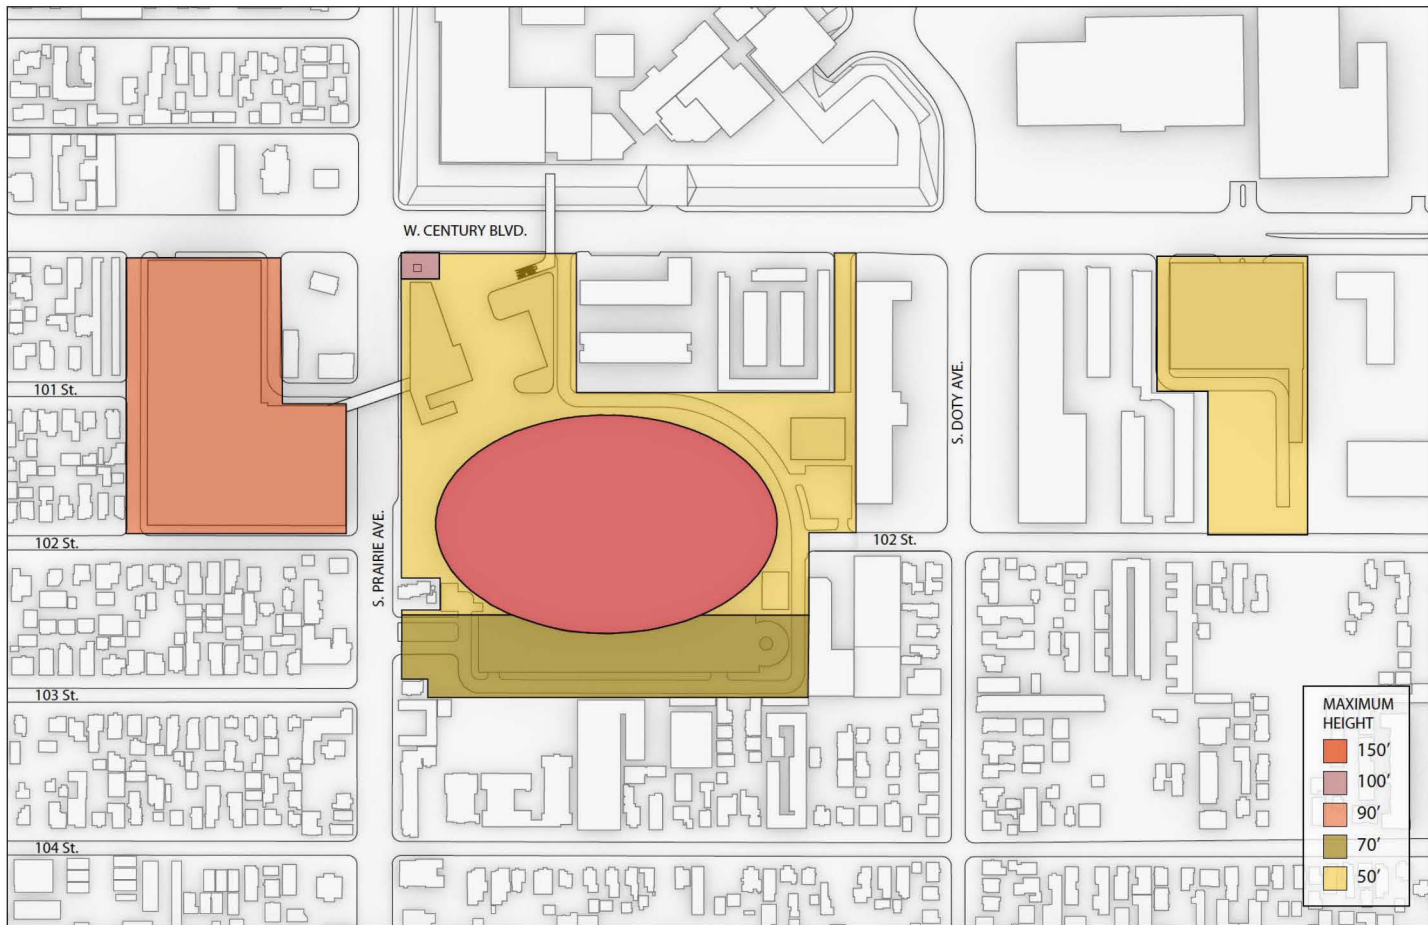 W. CENTURY BLVD.
101 St.
S. DOTY AVE.
102 St.
102 St.
S. PRAIRIE AVE.
103 St.
104 St.
MAXIMUM
HEIGHT
150'
100'
90'
70'
50'